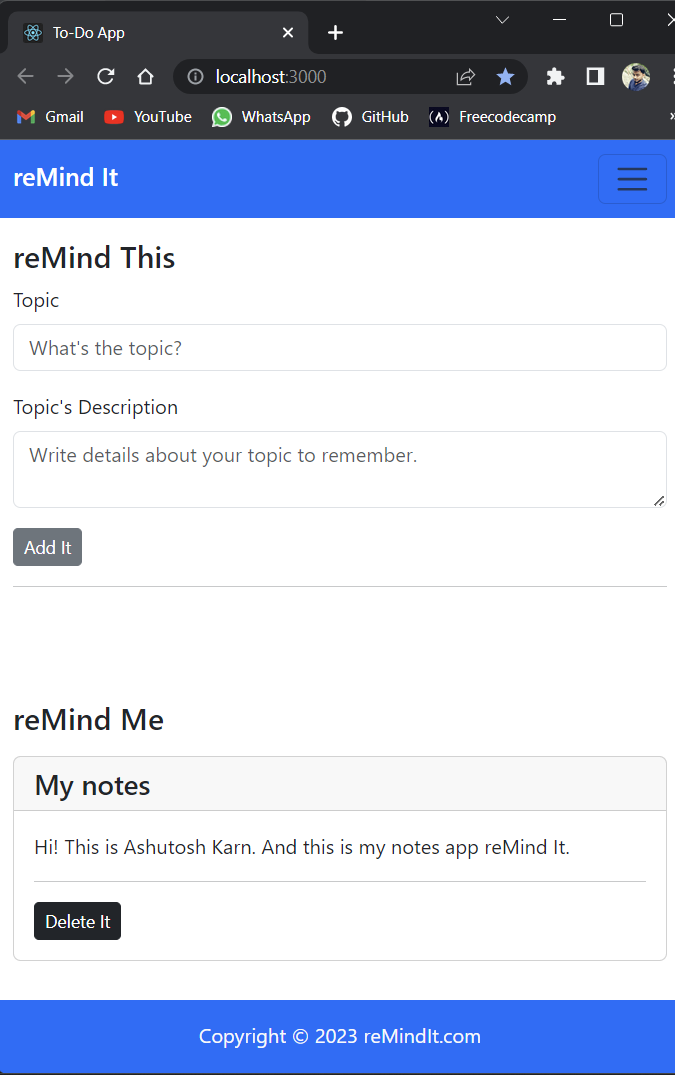 To-Do App
localhost:3000
Gmail YouTube WhatsApp GitHub Freecodecamp
reMind It
reMind This
Topic
What's the topic?
Topic's Description
Write details about your topic to remember.
Add It
reMind Me
My notes
Hi! This is Ashutosh Karn. And this is my notes app reMind It.
Delete It
Copyright © 2023 reMindIt.com